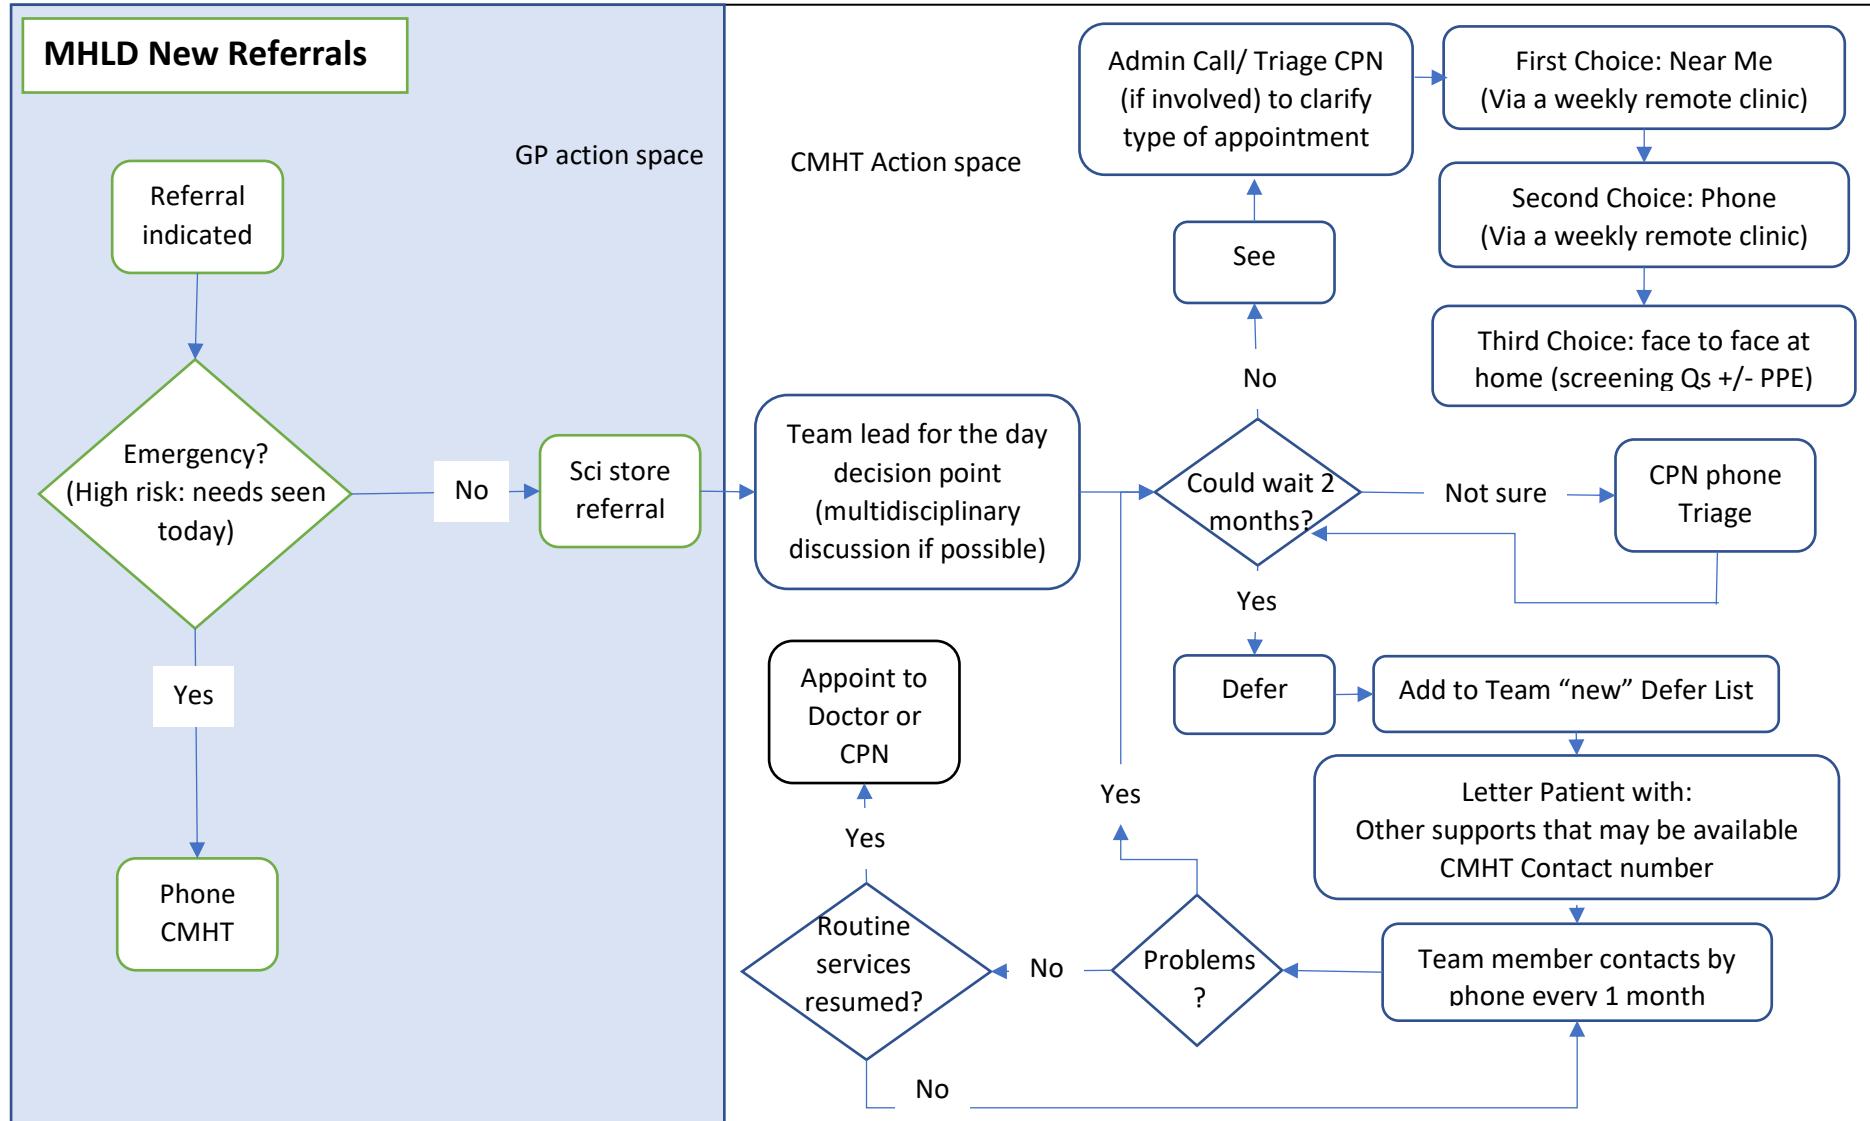 MHLD New Referrals
GP action space
Referral
indicated
Emergency?
(High risk: needs seen
today)
No
Sci store
referral
Yes
Phone
CMHT
CMHT Action space
Team lead for the day
decision point
(multidisciplinary
discussion if possible)
Could wait 2
months?
No
See
Admin Call/ Triage CPN
(if involved) to clarify
type of appointment
First Choice: Near Me
(Via a weekly remote clinic)
Second Choice: Phone
(Via a weekly remote clinic)
Third Choice: face to face at
home (screening Qs +/- PPE)
Not sure
CPN phone
Triage
Yes
Defer
Add to Team “new” Defer List
Letter Patient with:
Other supports that may be available
CMHT Contact number
Team member contacts by
phone every 1 month
Problems
?
Yes
No
Routine
services
resumed?
Yes
Appoint to
Doctor or
CPN
No